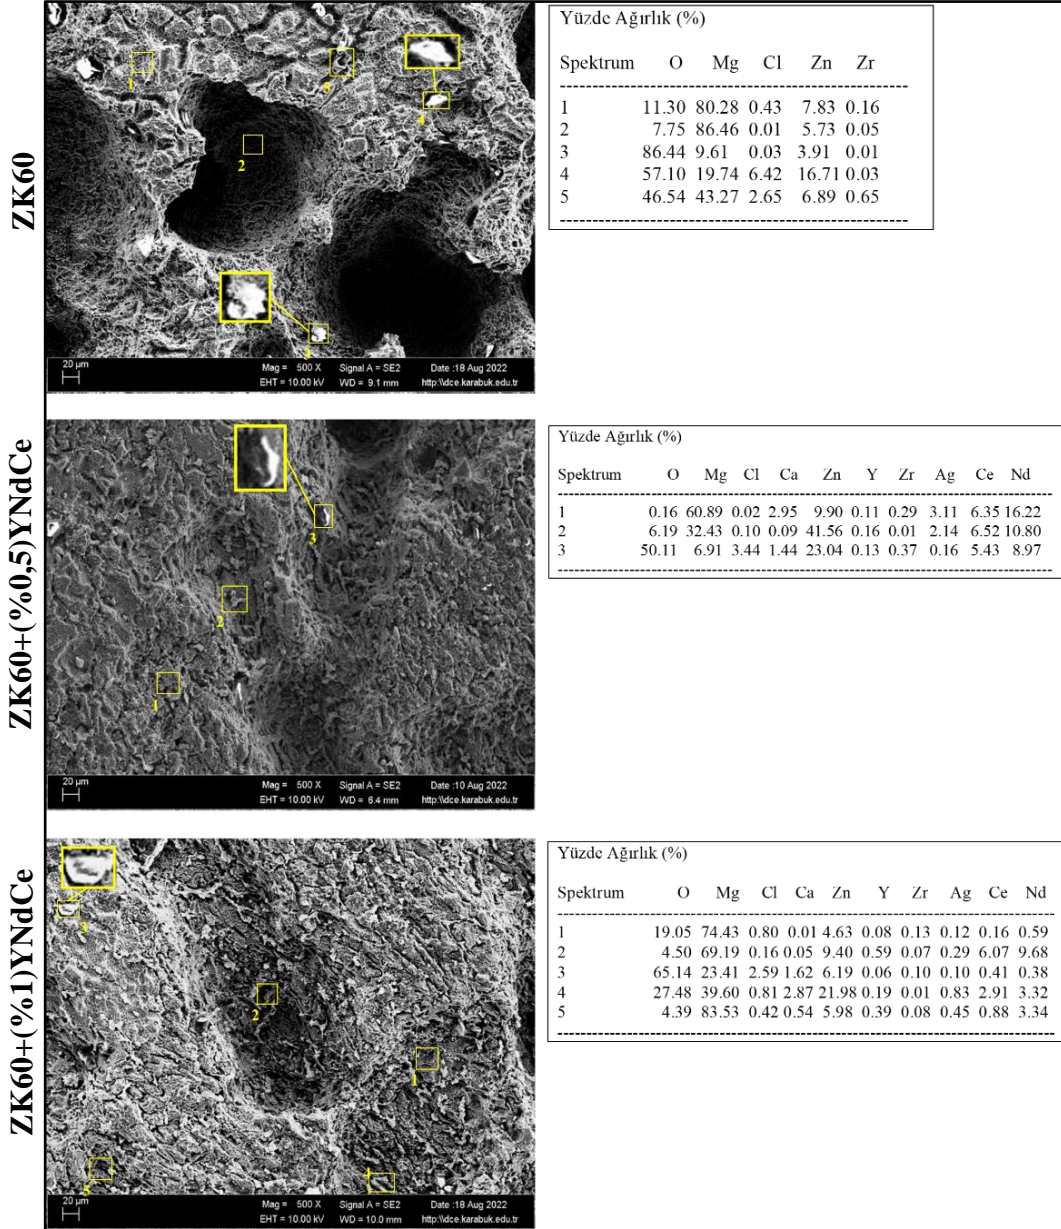 ZK60
1
5
4
2
3
20 µm
Mag = 500 X Signal A = SE2 Date :18 Aug 2022
EHT = 10.00 kV WD = 9.1 mm http:\\dce.karabuk.edu.tr
Yüzde Ağırlık (%)
Spektrum O Mg Cl Zn Zr
1 11.30 80.28 0.43 7.83 0.16
2 7.75 86.46 0.01 5.73 0.05
3 86.44 9.61 0.03 3.91 0.01
4 57.10 19.74 6.42 16.71 0.03
5 46.54 43.27 2.65 6.89 0.65
ZK60+(%0,5)YNdCe
3
2
1
20 µm
Mag = 500 X Signal A = SE2 Date :10 Aug 2022
EHT = 10.00 kV WD = 6.4 mm http:\\dce.karabuk.edu.tr
Yüzde Ağırlık (%)
Spektrum O Mg Cl Ca Zn Y Zr Ag Ce Nd
1 0.16 60.89 0.02 2.95 9.90 0.11 0.29 3.11 6.35 16.22
2 6.19 32.43 0.10 0.09 41.56 0.16 0.01 2.14 6.52 10.80
3 50.11 6.91 3.44 1.44 23.04 0.13 0.37 0.16 5.43 8.97
ZK60+(%1)YNdCe
3
2
1
4
5
20 µm
Mag = 500 X Signal A = SE2 Date :18 Aug 2022
EHT = 10.00 kV WD = 10.0 mm http:\\dce.karabuk.edu.tr
Yüzde Ağırlık (%)
Spektrum O Mg Cl Ca Zn Y Zr Ag Ce Nd
1 19.05 74.43 0.80 0.01 4.63 0.08 0.13 0.12 0.16 0.59
2 4.50 69.19 0.16 0.05 9.40 0.59 0.07 0.29 6.07 9.68
3 65.14 23.41 2.59 1.62 6.19 0.06 0.10 0.10 0.41 0.38
4 27.48 39.60 0.81 2.87 21.98 0.19 0.01 0.83 2.91 3.32
5 4.39 83.53 0.42 0.54 5.98 0.39 0.08 0.45 0.88 3.34